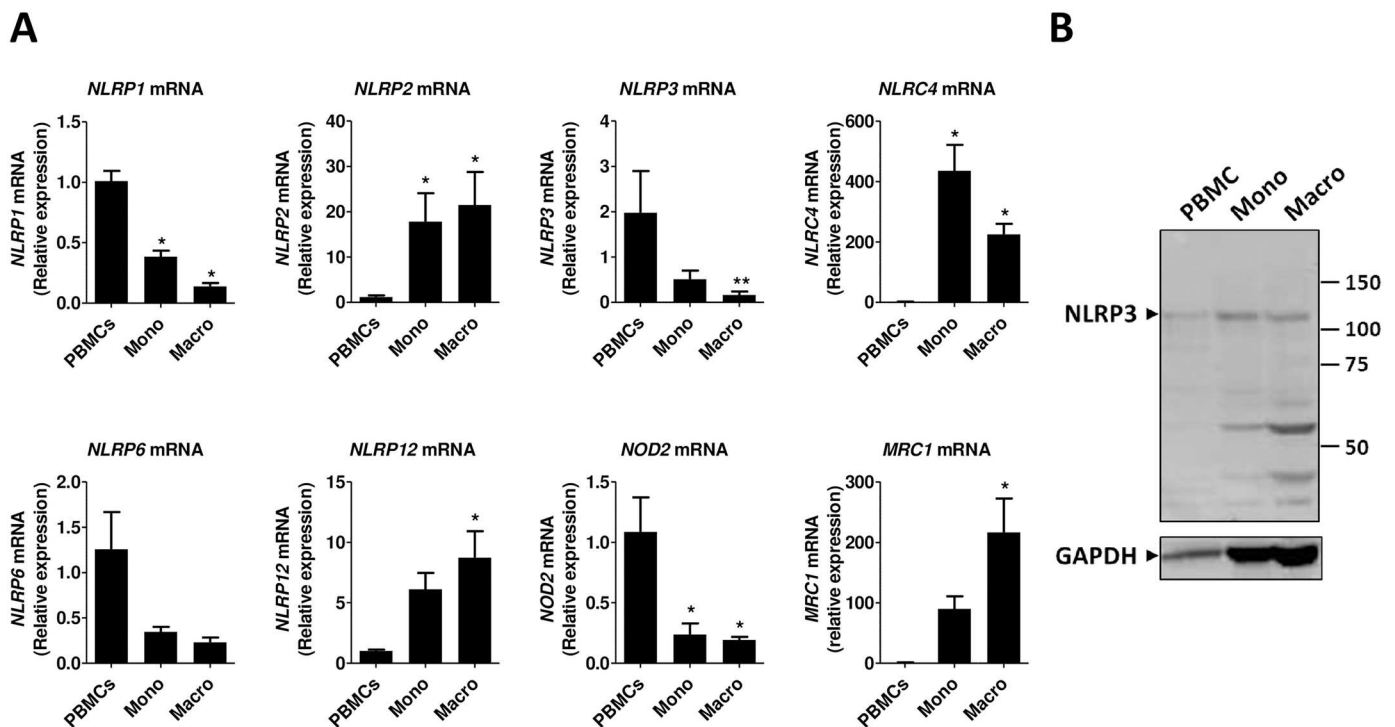 A
B
NLRP1 mRNA
NLRP1 mRNA
(Relative expression)
1.5
1.0
0.5
0.0
*
*
PBMCs
Mono
Macro
NLRP2 mRNA
NLRP2 mRNA
(Relative expression)
40
30
20
10
0
*
*
PBMCs
Mono
Macro
NLRP3 mRNA
NLRP3 mRNA
(Relative expression)
4
3
2
1
0
**
PBMCs
Mono
Macro
NLRC4 mRNA
NLRC4 mRNA
(Relative expression)
600
400
200
0
*
*
PBMCs
Mono
Macro
NLRP6 mRNA
NLRP6 mRNA
(Relative expression)
2.0
1.5
1.0
0.5
0.0
PBMCs
Mono
Macro
NLRP12 mRNA
NLRP12 mRNA
(Relative expression)
15
10
5
0
*
PBMCs
Mono
Macro
NOD2 mRNA
NOD2 mRNA
(Relative expression)
1.5
1.0
0.5
0.0
*
*
PBMCs
Mono
Macro
MRC1 mRNA
MRC1 mRNA
(relative expression)
300
200
100
0
*
PBMCs
Mono
Macro
PBMC
Mono
Macro
NLRP3
150
100
75
50
GAPDH